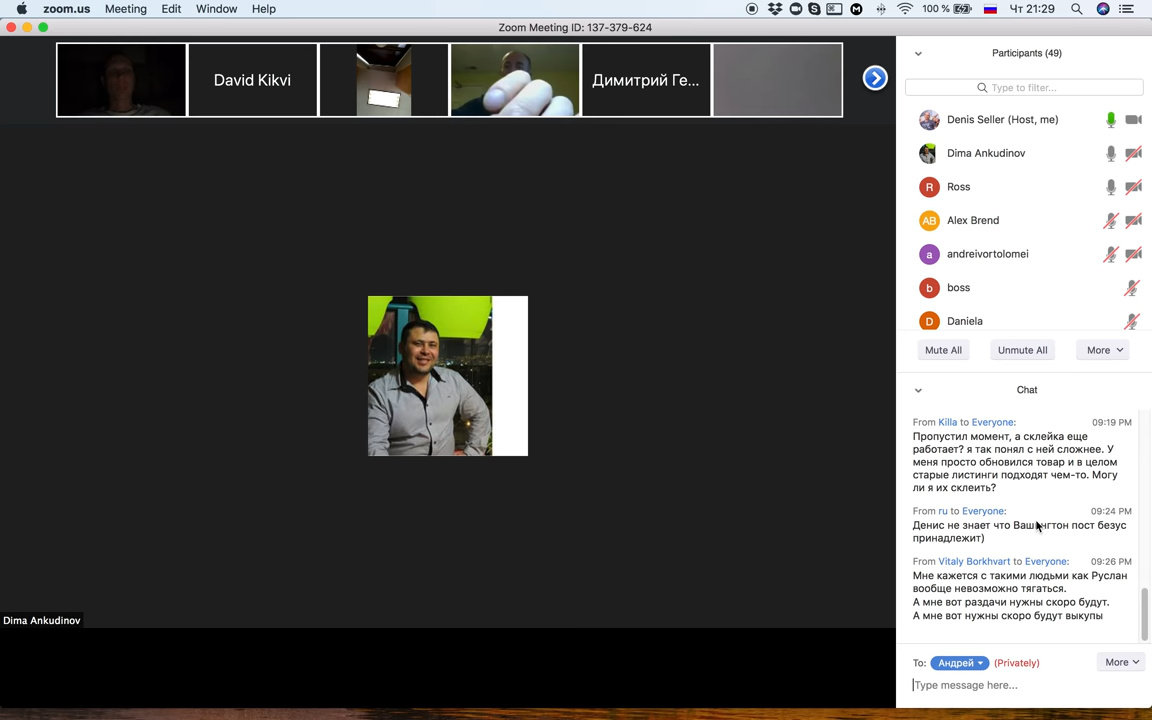 zoom.us Meeting Edit Window Help 100 % Чт 21:29
Zoom Meeting ID: 137-379-624
David Kikvi
Димитрий Ге...
Dima Ankudinov
Participants (49)
Type to filter...
Denis Seller (Host, me)
Dima Ankudinov
R Ross
AB Alex Brend
a andreivortolomei
b boss
D Daniela
Mute All Unmute All More
Chat
From Killa to Everyone: 09:19 PM
Пропустил момент, а склейка еще
работает? я так понял с ней сложнее. У
меня просто обновился товар и в целом
старые листинги подходят чем-то. Могу
ли я их склеить?
From ru to Everyone: 09:24 PM
Денис не знает что Вашингтон пост безус
принадлежит)
From Vitaly Borkhvart to Everyone: 09:26 PM
Мне кажется с такими людьми как Руслан
вообще невозможно тягаться.
А мне вот раздачи нужны скоро будут.
А мне вот нужны скоро будут выкупы
To: Андрей (Privately) More
Type message here...